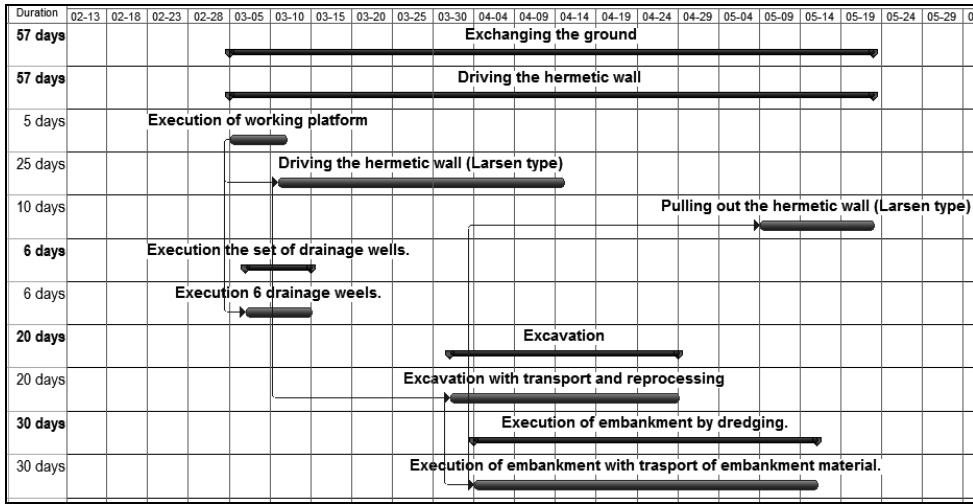 Duration 02-13 02-18 02-23 02-28 03-05 03-10 03-15 03-20 03-25 03-30 04-04 04-09 04-14 04-19 04-24 04-29 05-04 05-09 05-14 05-19 05-24 05-29 0
57 days Exchanging the ground
57 days Driving the hermetic wall
5 days Execution of working platform
25 days Driving the hermetic wall (Larsen type)
10 days Pulling out the hermetic wall (Larsen type)
6 days Execution the set of drainage wells.
6 days Execution 6 drainage weels.
20 days Excavation
20 days Excavation with transport and reprocessing
30 days Execution of embankment by dredging.
30 days Execution of embankment with trasport of embankment material.